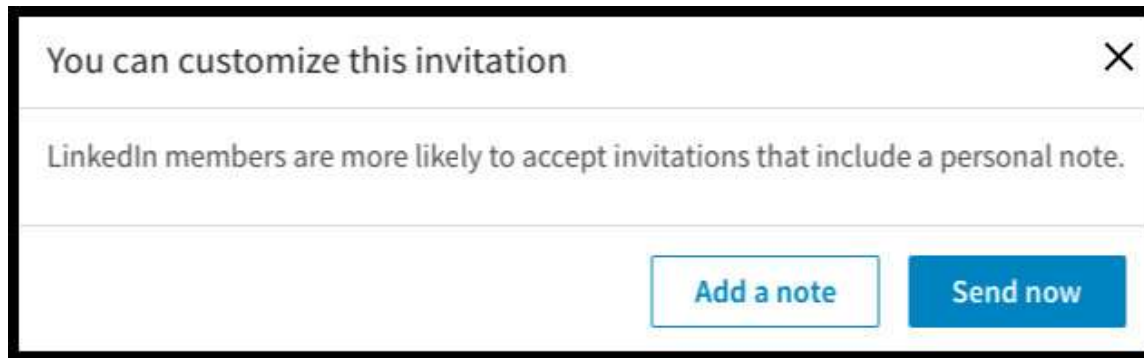 You can customize this invitation
LinkedIn members are more likely to accept invitations that include a personal note.
Add a note
Send now